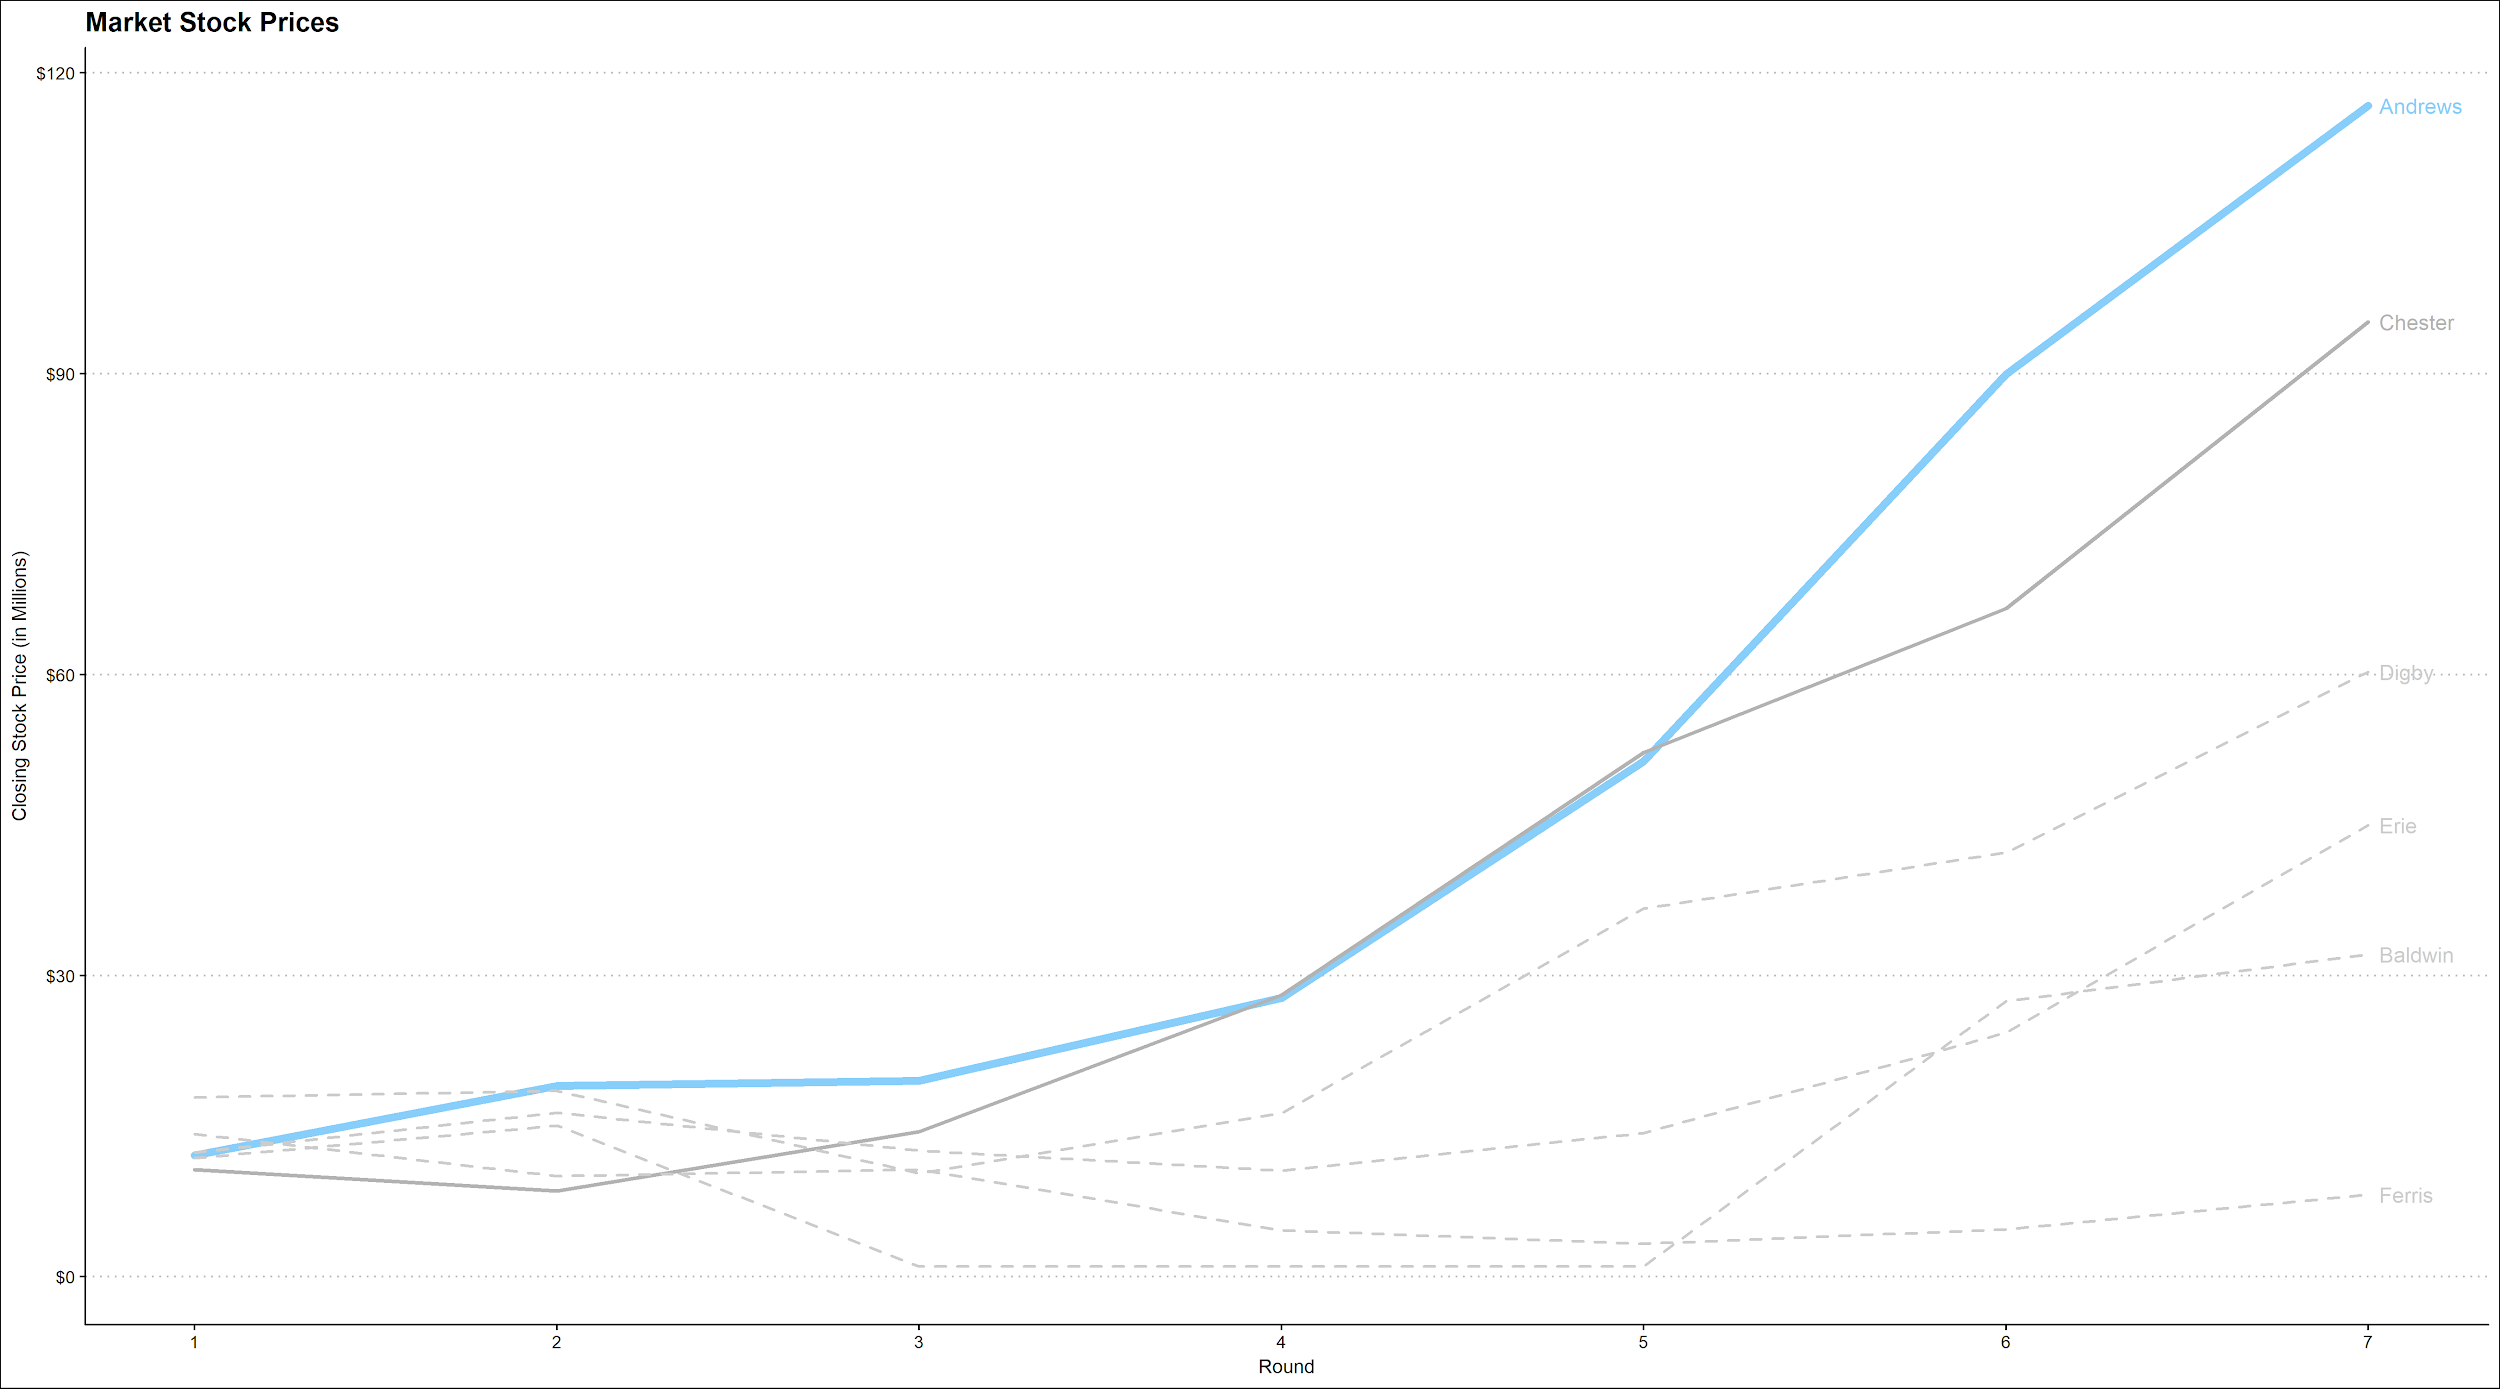 Market Stock Prices
$120
$90
$60
$30
$0
Closing Stock Price (in Millions)
Andrews
Chester
Digby
Erie
Baldwin
Ferris
1 2 3 4 5 6 7
Round